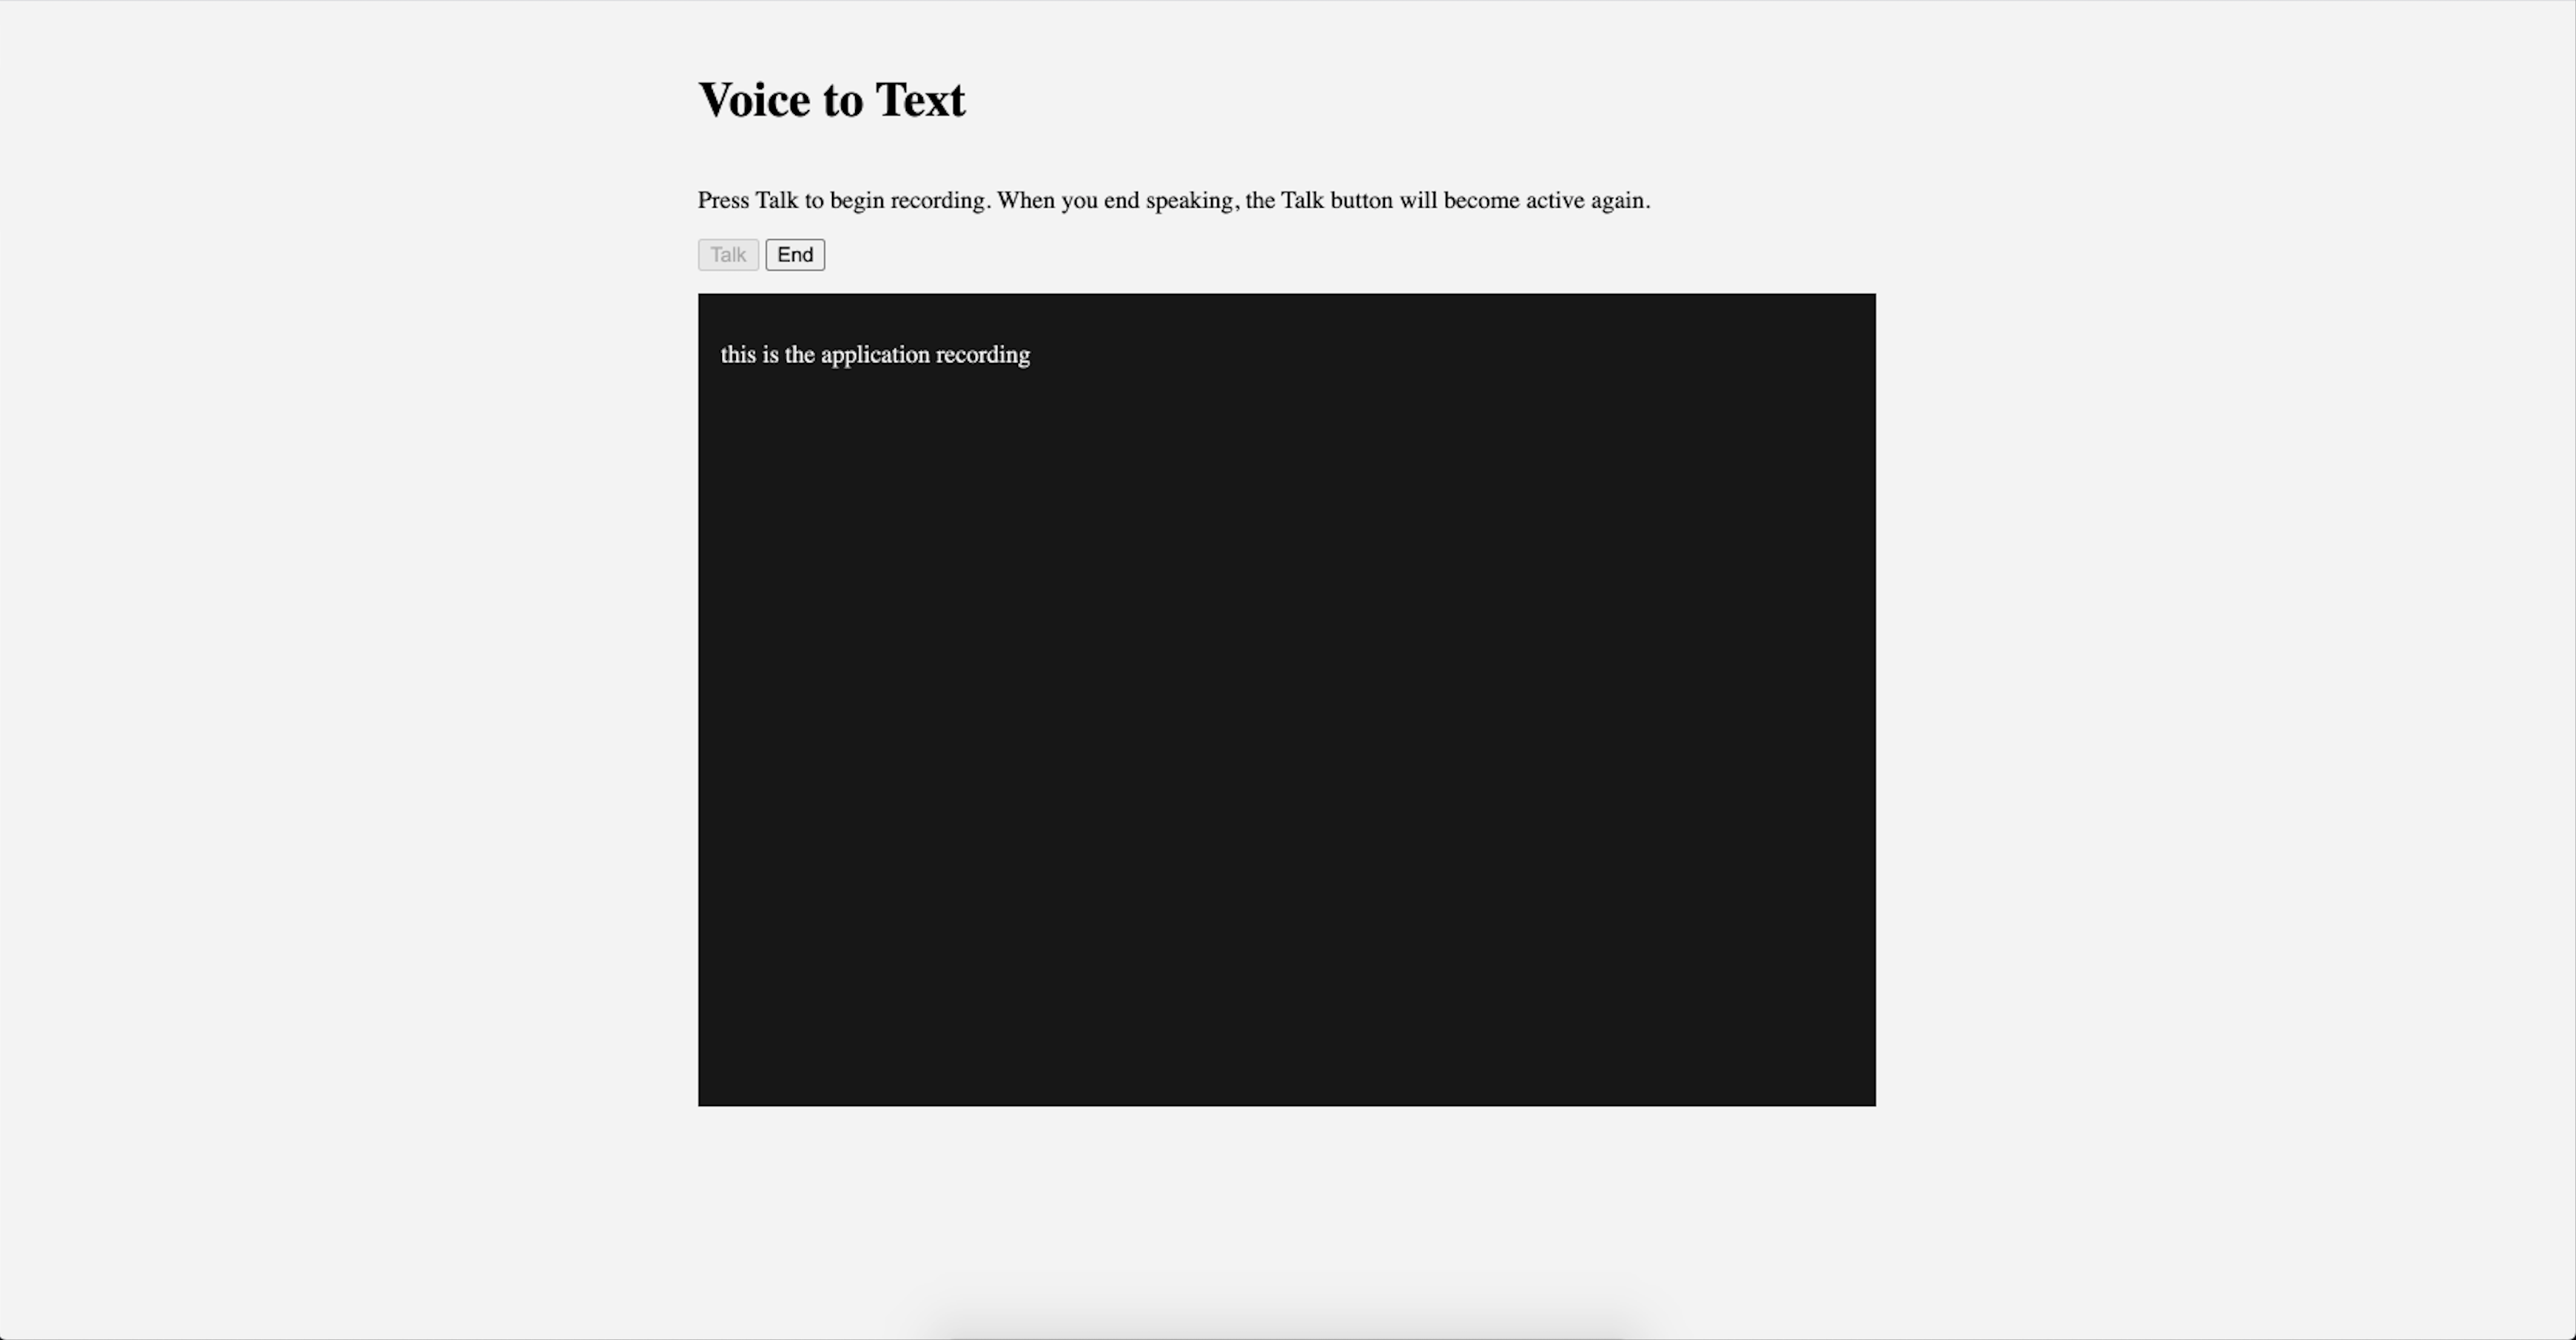 Voice to Text
Press Talk to begin recording. When you end speaking, the Talk button will become active again.
Talk End
this is the application recording